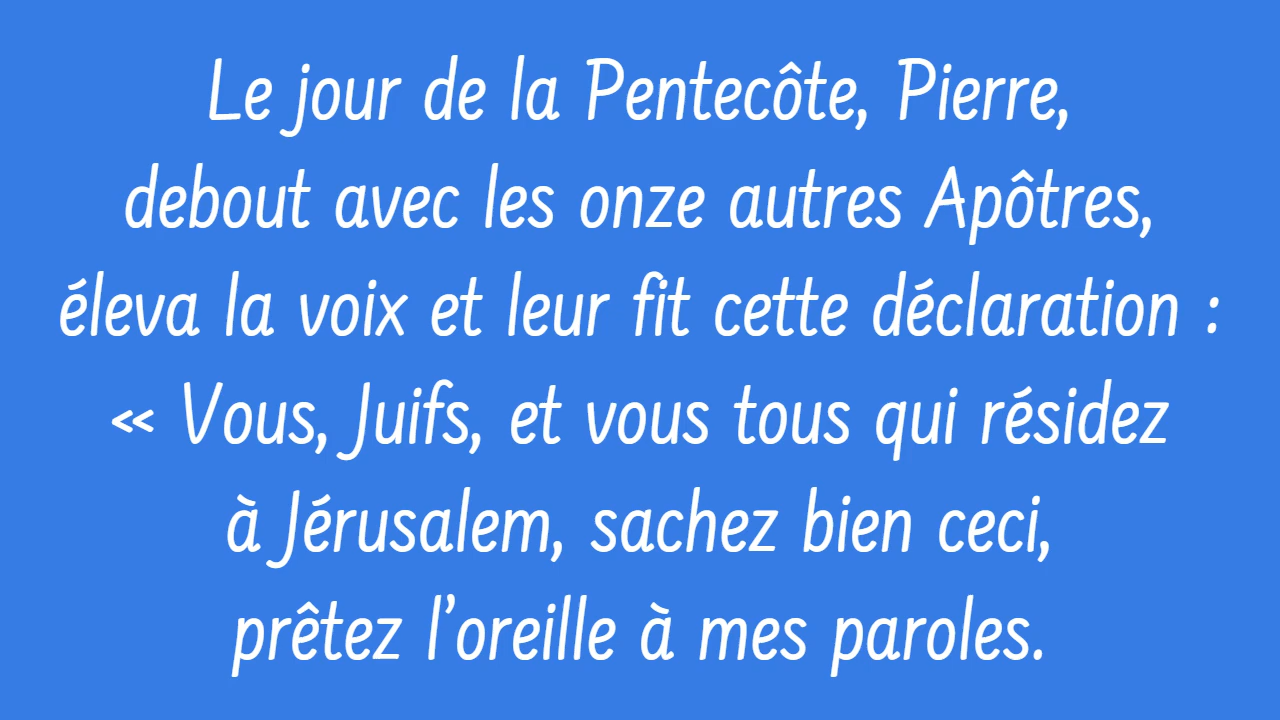 Le jour de la Pentecôte, Pierre,
debout avec les onze autres Apôtres,
éleva la voix et leur fit cette déclaration :
« Vous, Juifs, et vous tous qui résidez
à Jérusalem, sachez bien ceci,
prêtez l’oreille à mes paroles.